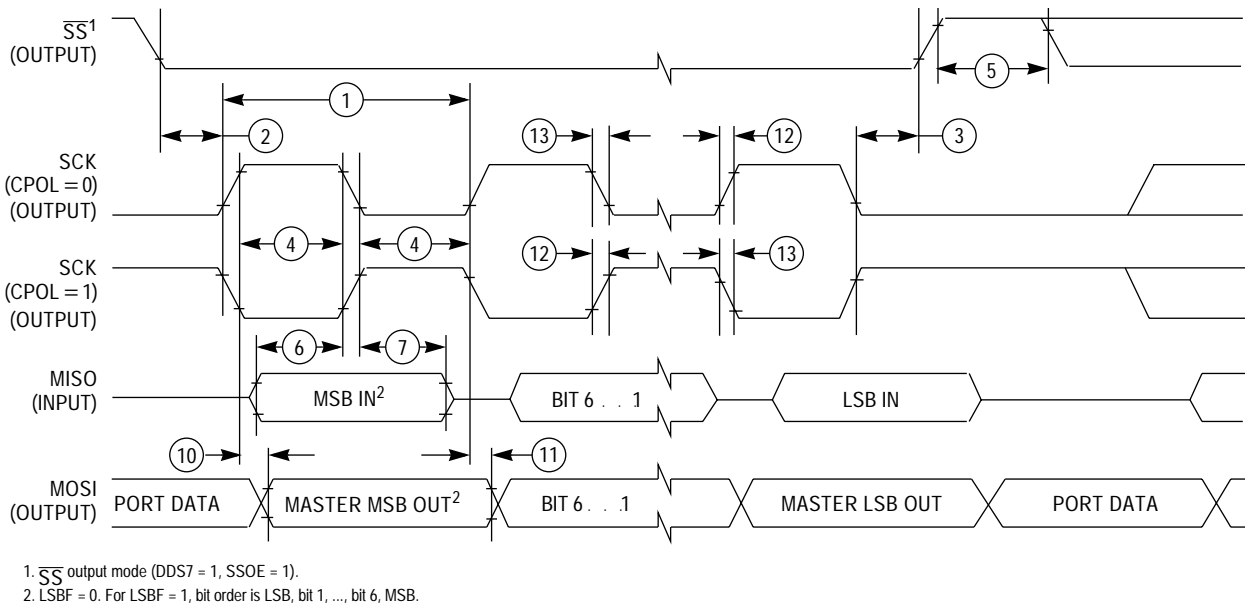 SS1
(OUTPUT)
5
1
2
13
12
3
SCK
(CPOL = 0)
(OUTPUT)
4
4
12
13
SCK
(CPOL = 1)
(OUTPUT)
6
7
MISO
(INPUT)
MSB IN2
BIT 6 . . . 1
LSB IN
10
11
MOSI
(OUTPUT)
PORT DATA
MASTER MSB OUT2
BIT 6 . . . 1
MASTER LSB OUT
PORT DATA
1. SS output mode (DDS7 = 1, SSOE = 1).
2. LSBF = 0. For LSBF = 1, bit order is LSB, bit 1, ..., bit 6, MSB.